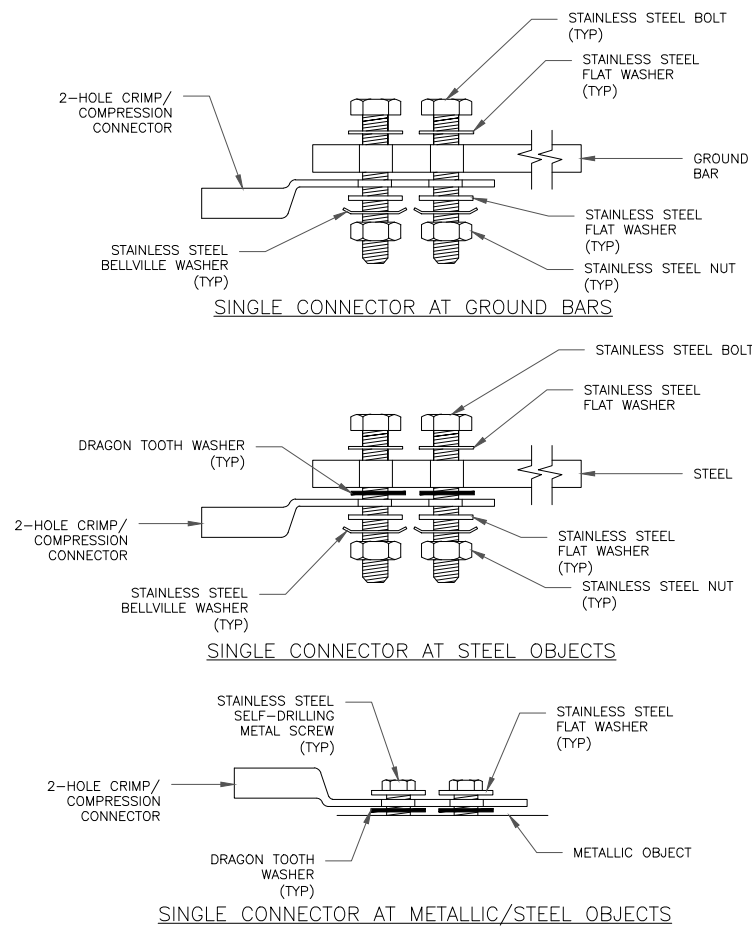 STAINLESS STEEL BOLT
(TYP)
STAINLESS STEEL
FLAT WASHER
(TYP)
2-HOLE CRIMP/
COMPRESSION
CONNECTOR
GROUND
BAR
STAINLESS STEEL
FLAT WASHER
(TYP)
STAINLESS STEEL
BELLVILLE WASHER
(TYP)
STAINLESS STEEL NUT
(TYP)
SINGLE CONNECTOR AT GROUND BARS
STAINLESS STEEL BOLT
STAINLESS STEEL
FLAT WASHER
DRAGON TOOTH WASHER
(TYP)
STEEL
2-HOLE CRIMP/
COMPRESSION
CONNECTOR
STAINLESS STEEL
FLAT WASHER
(TYP)
STAINLESS STEEL
BELLVILLE WASHER
(TYP)
STAINLESS STEEL NUT
(TYP)
SINGLE CONNECTOR AT STEEL OBJECTS
STAINLESS STEEL
SELF-DRILLING
METAL SCREW
(TYP)
STAINLESS STEEL
FLAT WASHER
(TYP)
2-HOLE CRIMP/
COMPRESSION
CONNECTOR
DRAGON TOOTH
WASHER
(TYP)
METALLIC OBJECT
SINGLE CONNECTOR AT METALLIC/STEEL OBJECTS